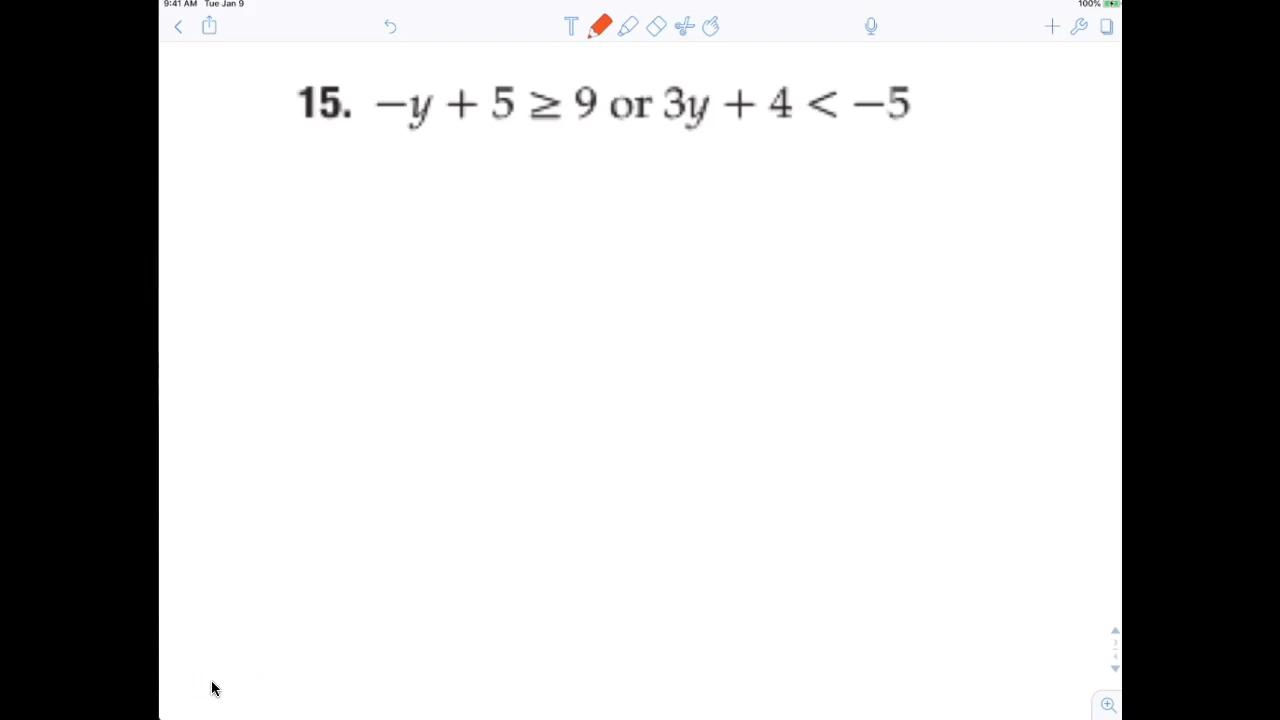 9:41 AM Tue Jan 9
100%
T
15. −y + 5 ≥ 9 or 3y + 4 < −5